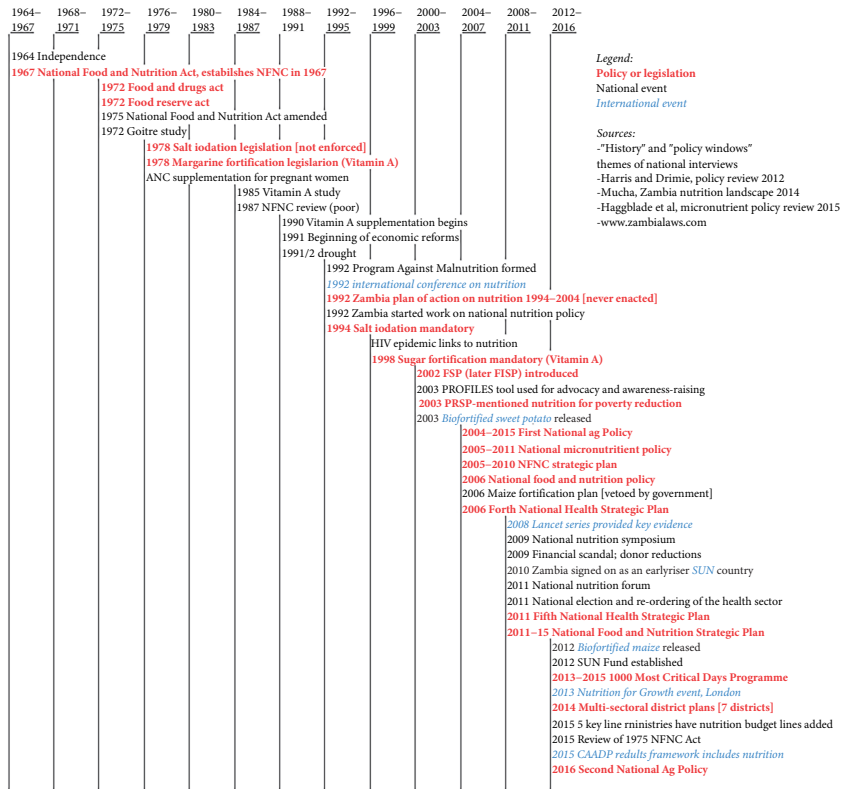 1964– 1968– 1972– 1976– 1980– 1984– 1988– 1992– 1996– 2000– 2004– 2008– 2012–
1967 1971 1975 1979 1983 1987 1991 1995 1999 2003 2007 2011 2016
1964 Independence
1967 National Food and Nutrition Act, estabilshes NFNC in 1967
1972 Food and drugs act
1972 Food reserve act
1975 National Food and Nutrition Act amended
1972 Goitre study
1978 Salt iodation legislation [not enforced]
1978 Margarine fortification legislarion (Vitamin A)
ANC supplementation for pregnant women
1985 Vitamin A study
1987 NFNC review (poor)
1990 Vitamin A supplementation begins
1991 Beginning of economic reforms
1991/2 drought
1992 Program Against Malnutrition formed
1992 international conference on nutrition
1992 Zambia plan of action on nutrition 1994–2004 [never enacted]
1992 Zambia started work on national nutrition policy
1994 Salt iodation mandatory
HIV epidemic links to nutrition
1998 Sugar fortification mandatory (Vitamin A)
2002 FSP (later FISP) introduced
2003 PROFILES tool used for advocacy and awareness-raising
2003 PRSP-mentioned nutrition for poverty reduction
2003 Biofortified sweet potato released
2004–2015 First National ag Policy
2005–2011 National micronutritient policy
2005–2010 NFNC strategic plan
2006 National food and nutrition policy
2006 Maize fortification plan [vetoed by government]
2006 Forth National Health Strategic Plan
2008 Lancet series provided key evidence
2009 National nutrition symposium
2009 Financial scandal; donor reductions
2010 Zambia signed on as an earlyriser SUN country
2011 National nutrition forum
2011 National election and re-ordering of the health sector
2011 Fifth National Health Strategic Plan
2011–15 National Food and Nutrition Strategic Plan
2012 Biofortified maize released
2012 SUN Fund established
2013–2015 1000 Most Critical Days Programme
2013 Nutrition for Growth event, London
2014 Multi-sectoral district plans [7 districts]
2015 5 key line rninistries have nutrition budget lines added
2015 Review of 1975 NFNC Act
2015 CAADP redults framework includes nutrition
2016 Second National Ag Policy
Legend:
Policy or legislation
National event
International event
Sources:
-"History" and "policy windows"
themes of national interviews
-Harris and Drimie, policy review 2012
-Mucha, Zambia nutrition landscape 2014
-Haggblade et al, micronutrient policy review 2015
-www.zambialaws.com